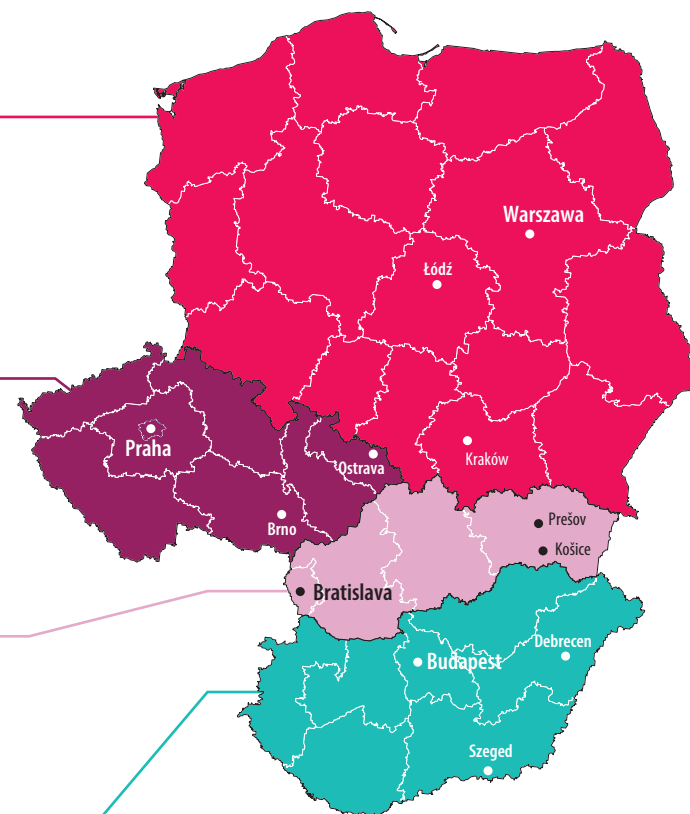 Warszawa
Łódź
Kraków
Praha
Ostrava
Brno
Prešov
Košice
Bratislava
Debrecen
Budapest
Szeged